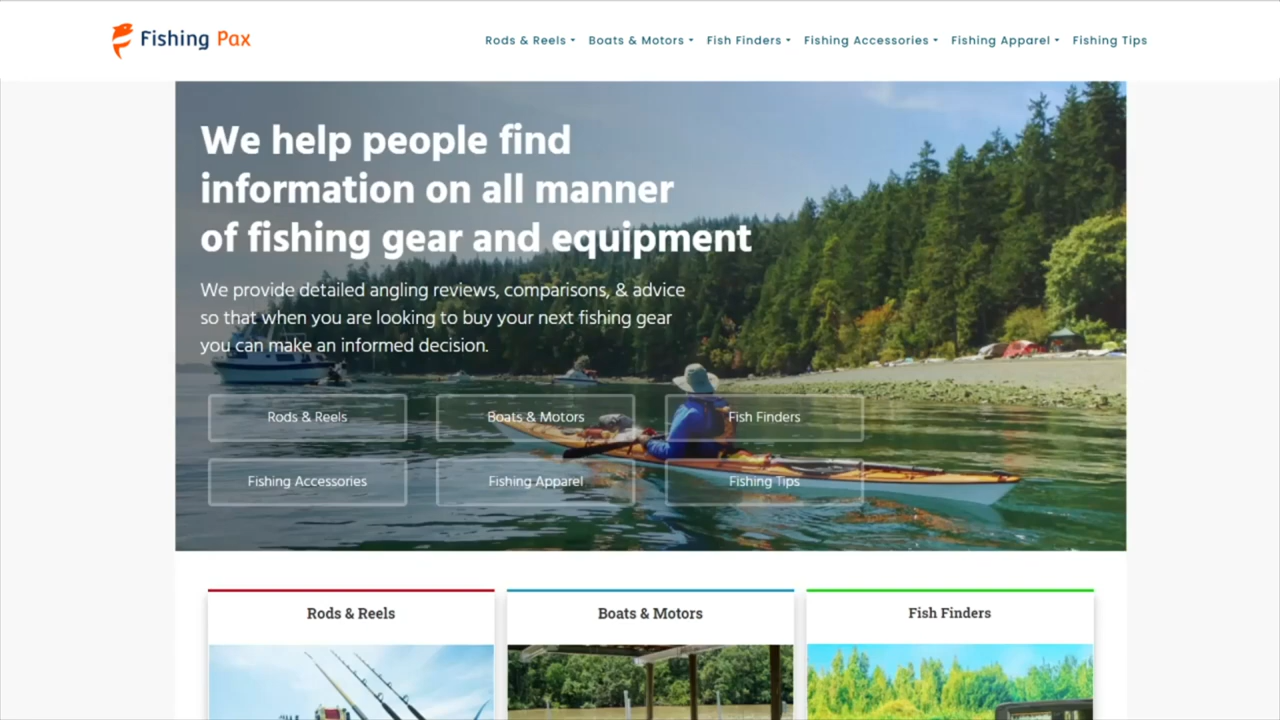 Fishing Pax
Rods & Reels
Boats & Motors
Fish Finders
Fishing Accessories
Fishing Apparel
Fishing Tips
We help people find
information on all manner
of fishing gear and equipment
We provide detailed angling reviews, comparisons, & advice
so that when you are looking to buy your next fishing gear
you can make an informed decision.
Rods & Reels
Boats & Motors
Fish Finders
Fishing Accessories
Fishing Apparel
Fishing Tips
Rods & Reels
Boats & Motors
Fish Finders